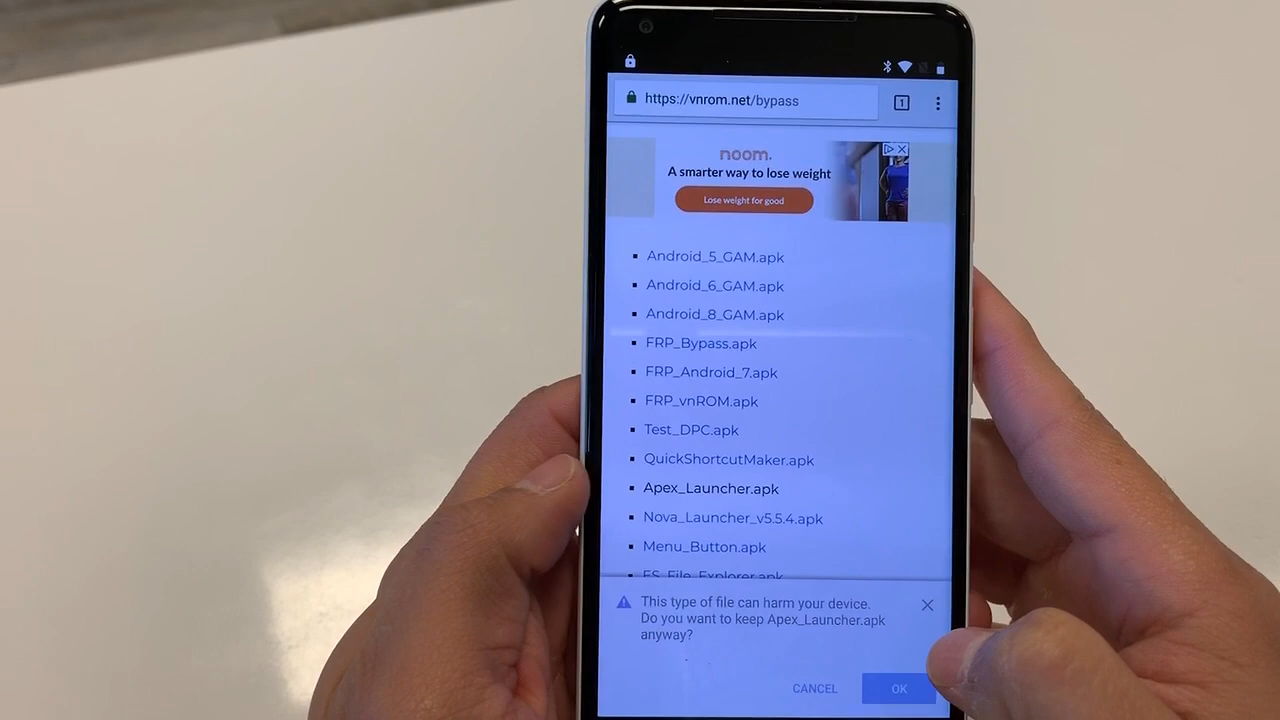 https://vnrom.net/bypass
1
noom.
A smarter way to lose weight
Lose weight for good
Android_5_GAM.apk
Android_6_GAM.apk
Android_8_GAM.apk
FRP_Bypass.apk
FRP_Android_7.apk
FRP_vnROM.apk
Test_DPC.apk
QuickShortcutMaker.apk
Apex_Launcher.apk
Nova_Launcher_v5.5.4.apk
Menu_Button.apk
ES_File_Explorer.apk
This type of file can harm your device.
Do you want to keep Apex_Launcher.apk
anyway?
CANCEL
OK